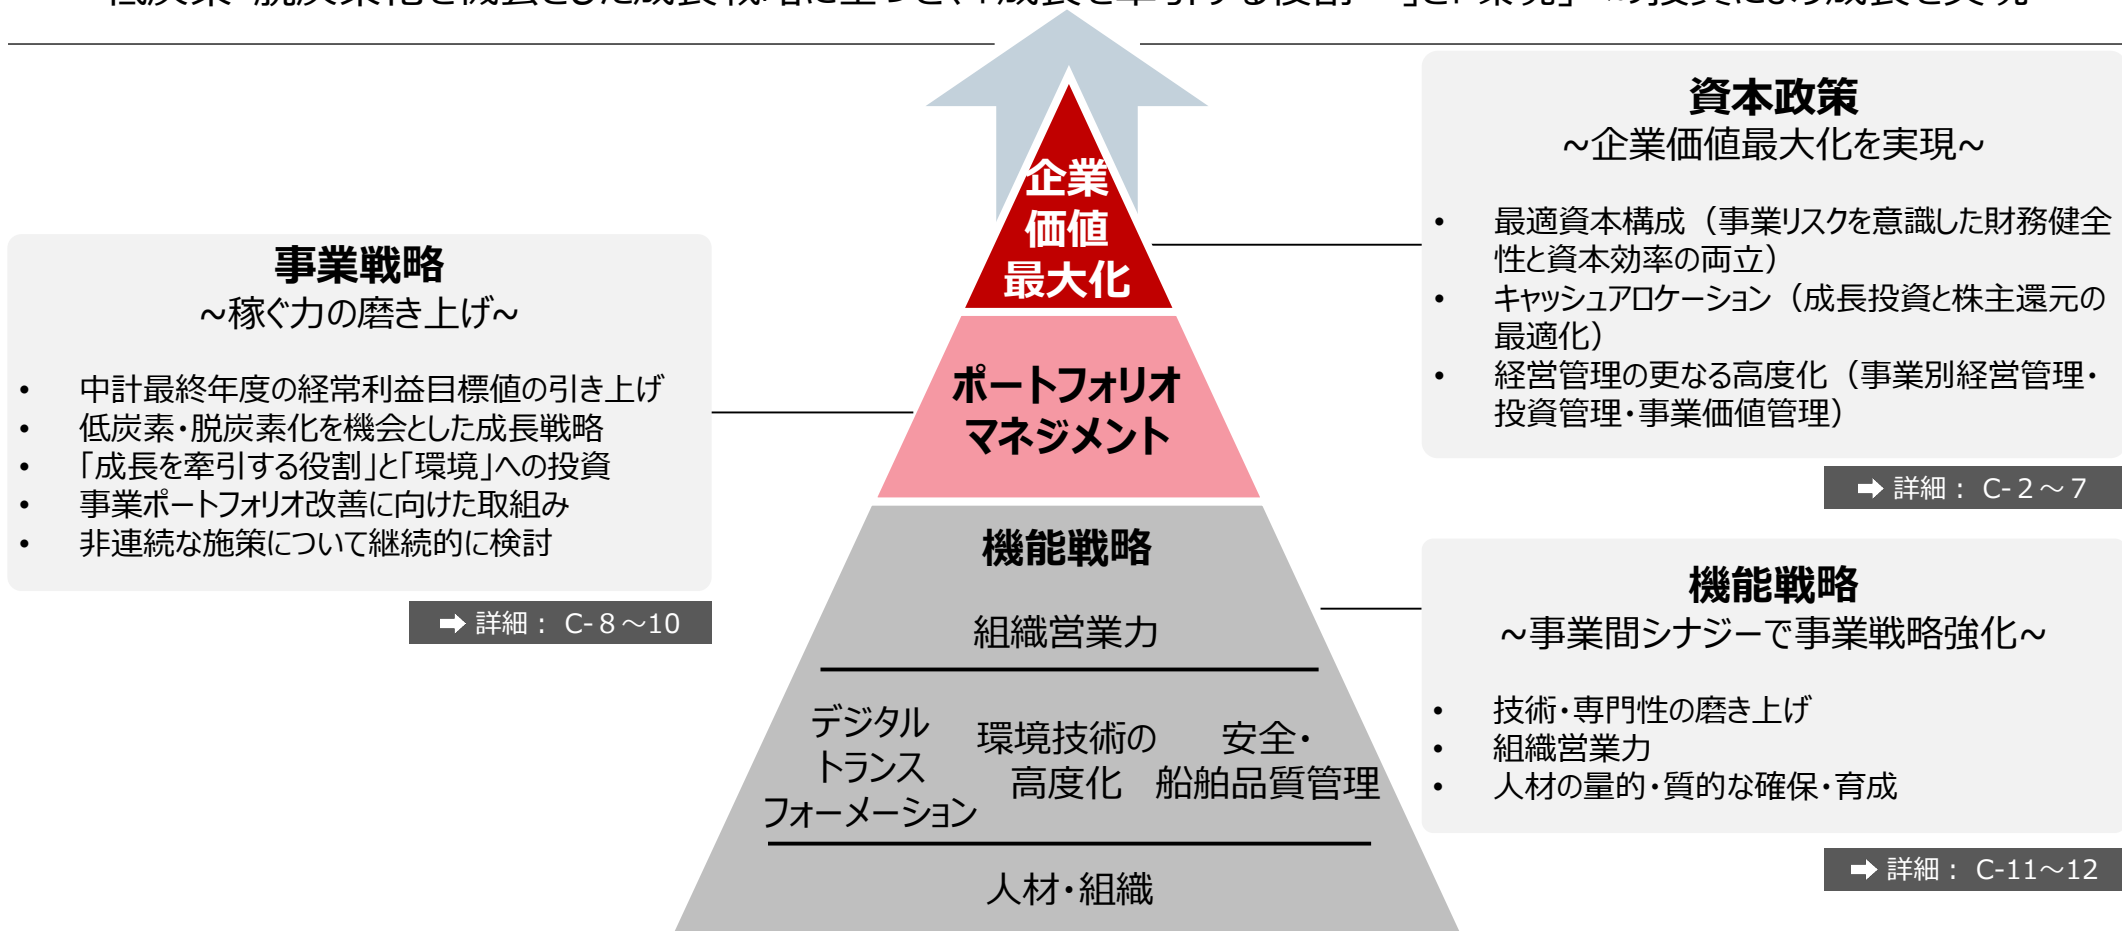 事業戦略
~稼ぐ力の磨き上げ~
• 中計最終年度の経常利益目標値の引き上げ
• 低炭素・脱炭素化を機会とした成長戦略
• 「成長を牽引する役割」と「環境」への投資
• 事業ポートフォリオ改善に向けた取組み
• 非連続な施策について継続的に検討
➡ 詳細： C-８～10
企業
価値
最大化
ポートフォリオ
マネジメント
機能戦略
組織営業力
デジタル
トランス
フォーメーション
環境技術の
高度化
安全・
船舶品質管理
人材・組織
資本政策
~企業価値最大化を実現~
• 最適資本構成（事業リスクを意識した財務健全
性と資本効率の両立）
• キャッシュアロケーション（成長投資と株主還元の
最適化）
• 経営管理の更なる高度化（事業別経営管理・
投資管理・事業価値管理）
➡ 詳細： C-２～７
機能戦略
~事業間シナジーで事業戦略強化~
• 技術・専門性の磨き上げ
• 組織営業力
• 人材の量的・質的な確保・育成
➡ 詳細： C-11～12